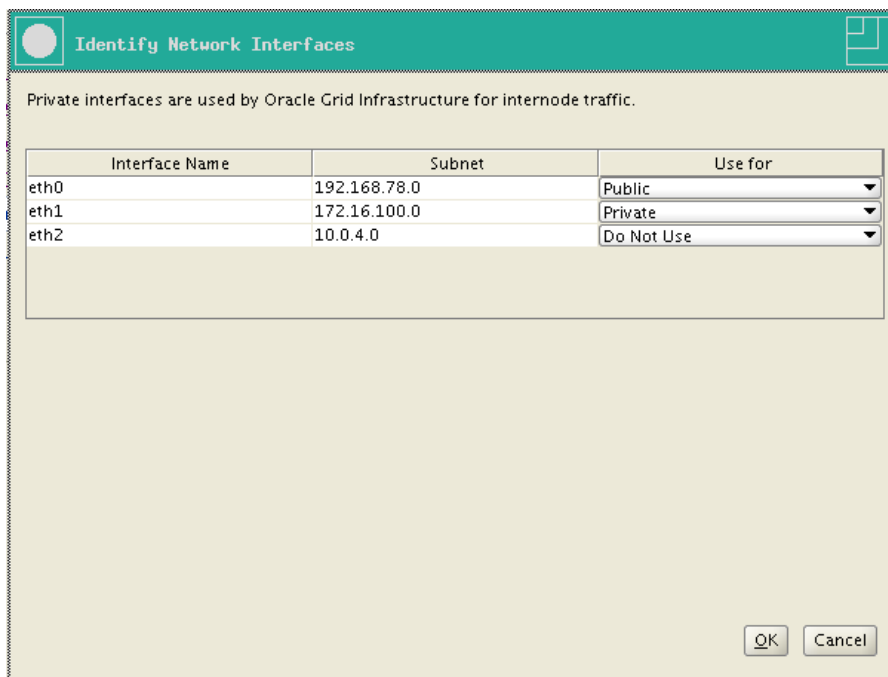 Identify Network Interfaces
Private interfaces are used by Oracle Grid Infrastructure for internode traffic.
Interface Name Subnet Use for
eth0 192.168.78.0 Public
eth1 172.16.100.0 Private
eth2 10.0.4.0 Do Not Use
OK Cancel